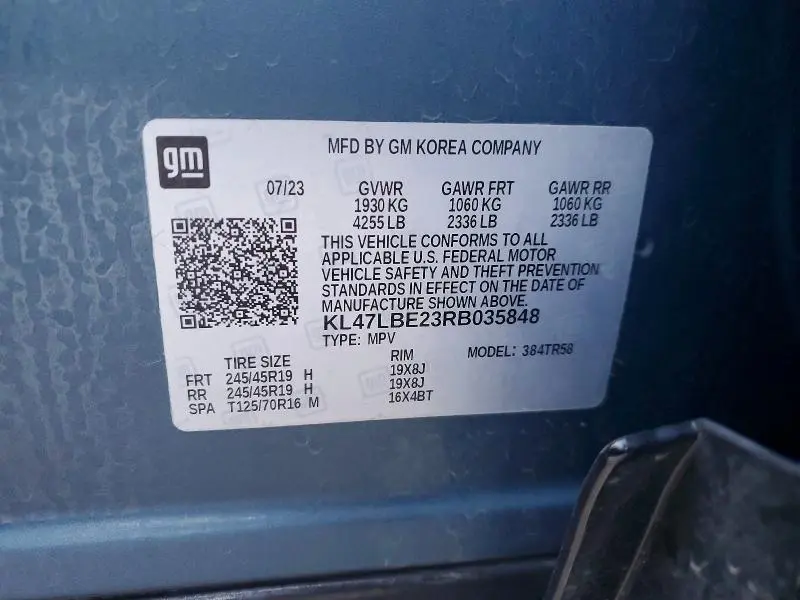 gm
MFD BY GM KOREA COMPANY
07/23 GVWR GAWR FRT GAWR RR
1930 KG 1060 KG 1060 KG
4255 LB 2336 LB 2336 LB
THIS VEHICLE CONFORMS TO ALL
APPLICABLE U.S. FEDERAL MOTOR
VEHICLE SAFETY AND THEFT PREVENTION
STANDARDS IN EFFECT ON THE DATE OF
MANUFACTURE SHOWN ABOVE.
KL47LBE23RB035848
TYPE: MPV MODEL: 384TR58
TIRE SIZE RIM
FRT 245/45R19 H 19X8J
RR 245/45R19 H 19X8J
SPA T125/70R16 M 16X4BT